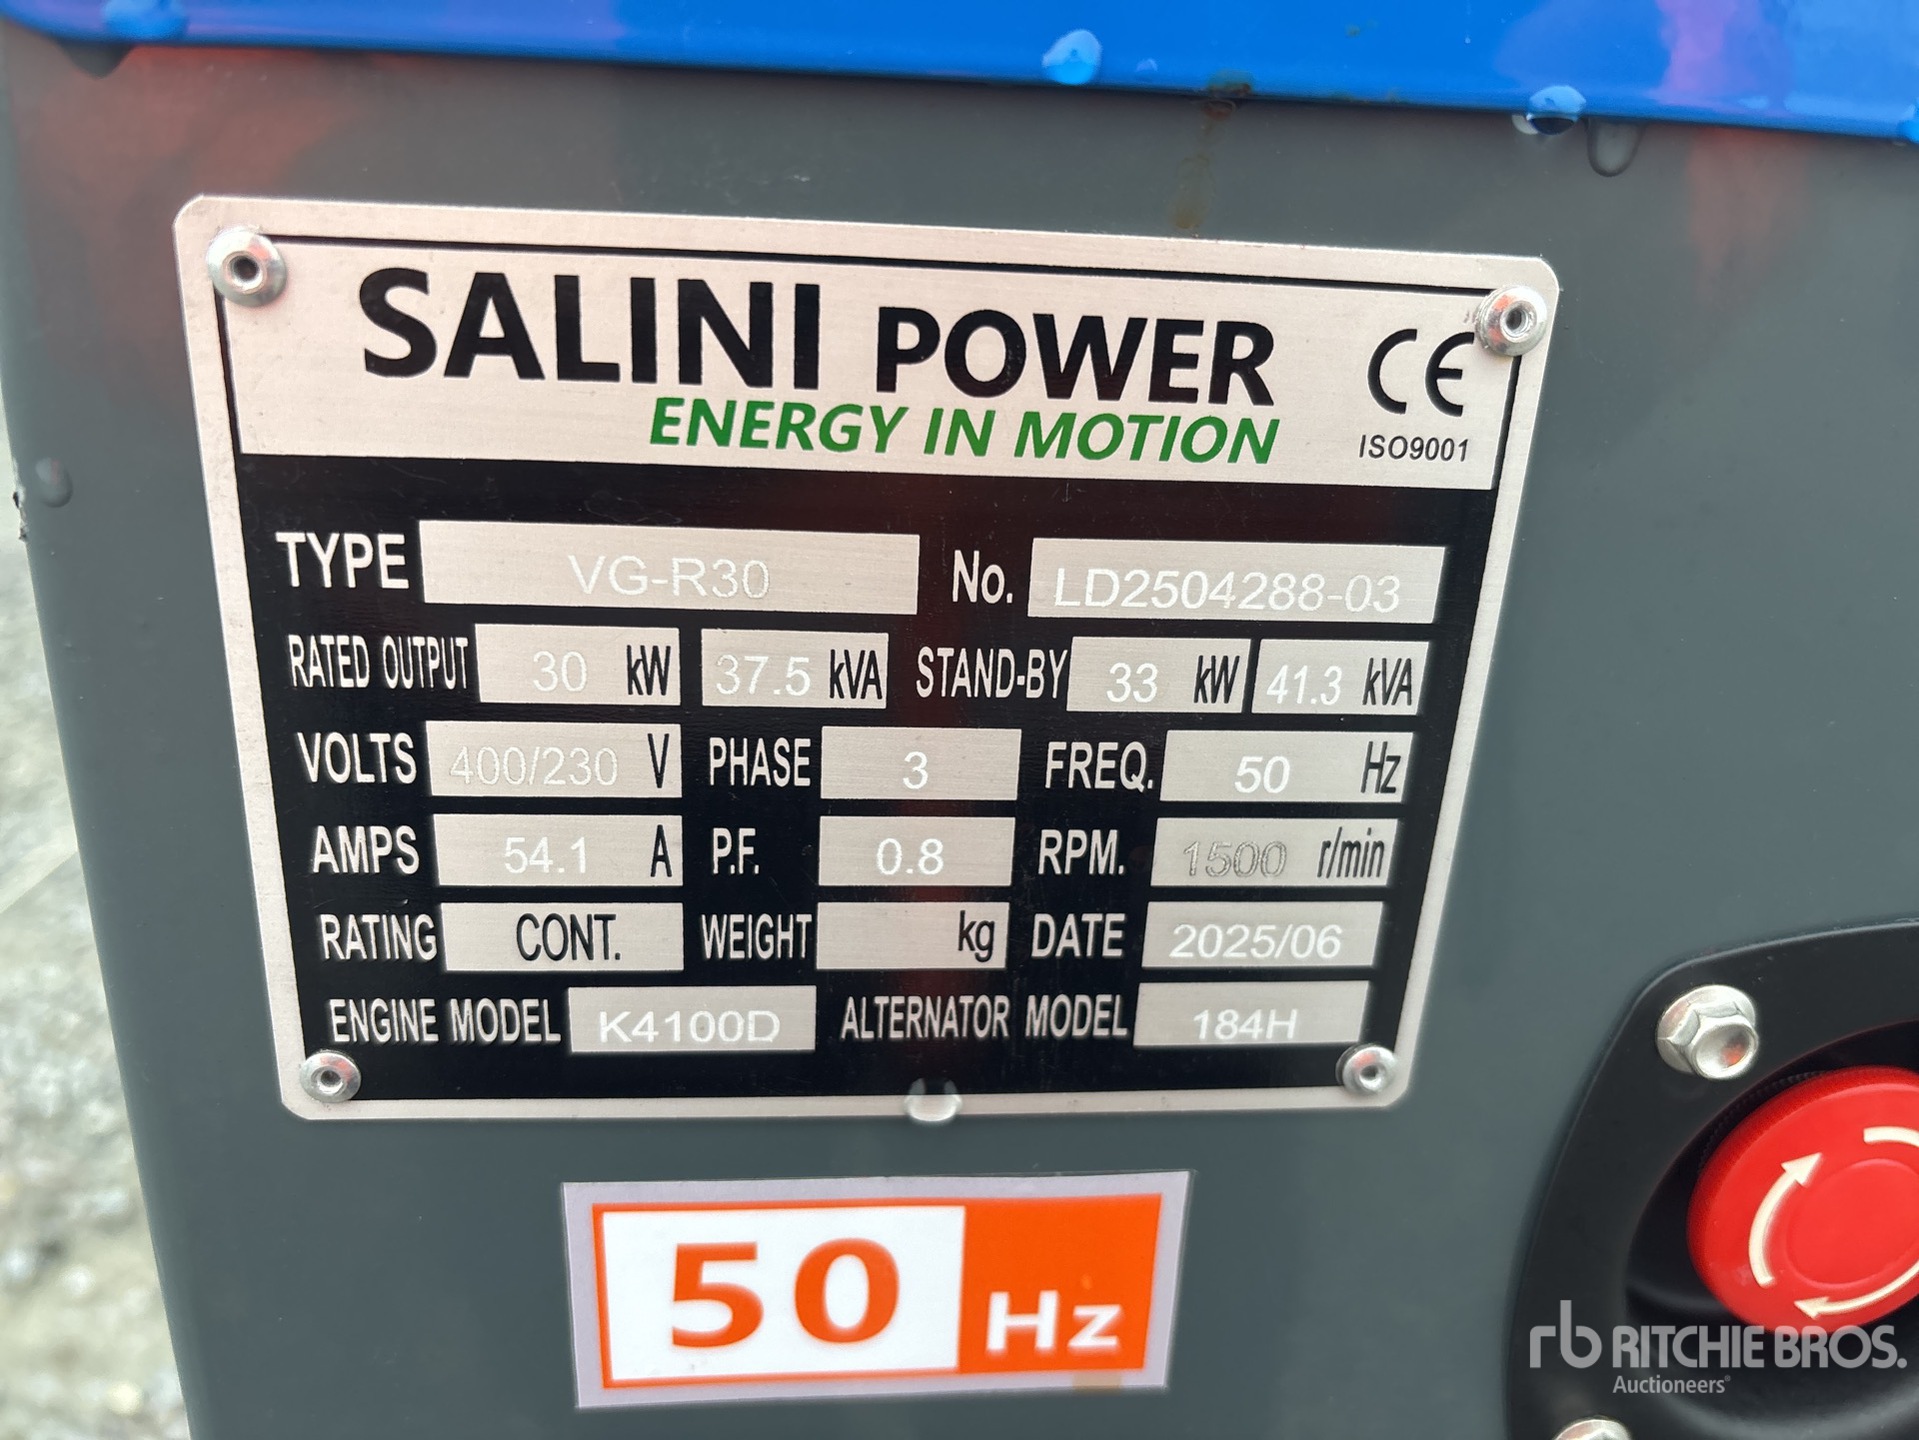 SALINI POWER
ENERGY IN MOTION
CE
ISO9001
TYPE VG-R30 No. LD2504288-03
RATED OUTPUT 30 kW 37.5 kVA STAND-BY 33 kW 41.3 kVA
VOLTS 400/230 V PHASE 3 FREQ. 50 Hz
AMPS 54.1 A P.F. 0.8 RPM. 1500 r/min
RATING CONT. WEIGHT kg DATE 2025/06
ENGINE MODEL K4100D ALTERNATOR MODEL 184H
50 Hz
rb RITCHIE BROS.
Auctioneers®